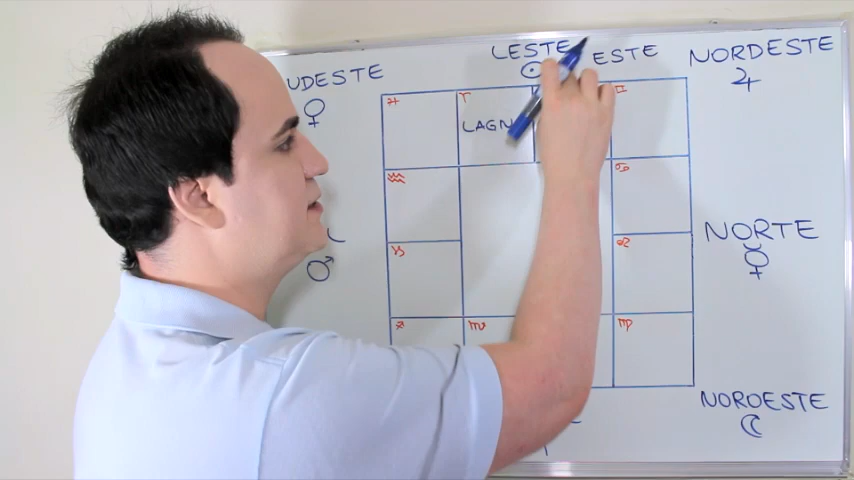 UDESTE
LESTE ☉
ESTE
NORDESTE
♃
♀
♓ ♈ ♊
LAGN
♒ ♋
NORTE
☿
♑ ♌
♂
♐ ♏ ♍
NOROESTE
☾